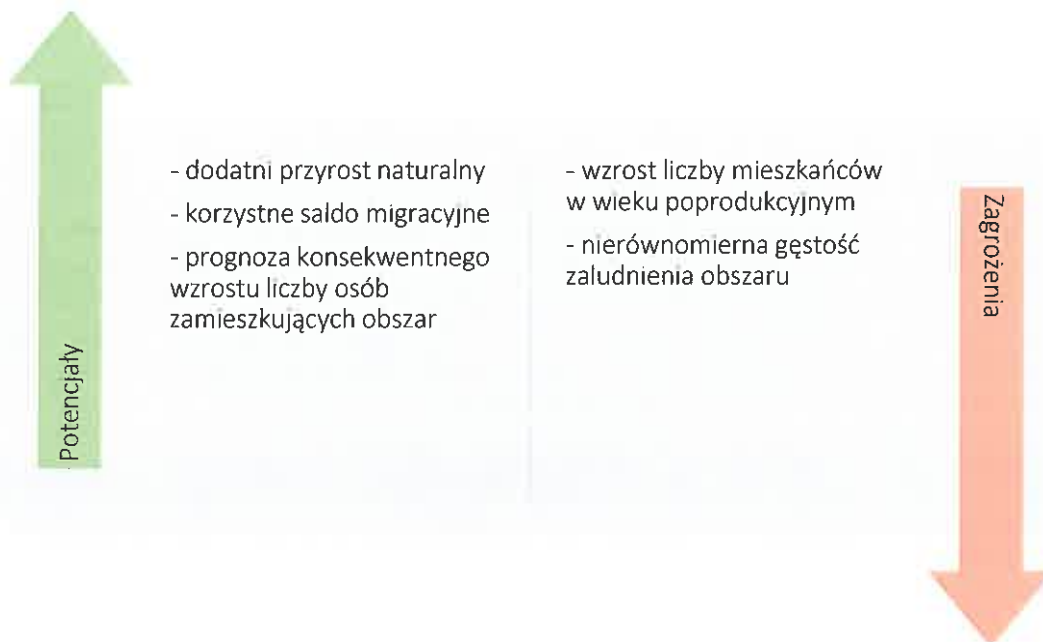 Potencjały
- dodatni przyrost naturalny
- korzystne saldo migracyjne
- prognoza konsekwentnego
wzrostu liczby osób
zamieszkujących obszar
- wzrost liczby mieszkańców
w wieku poprodukcyjnym
- nierównomierna gęstość
zaludnienia obszaru
Zagrożenia